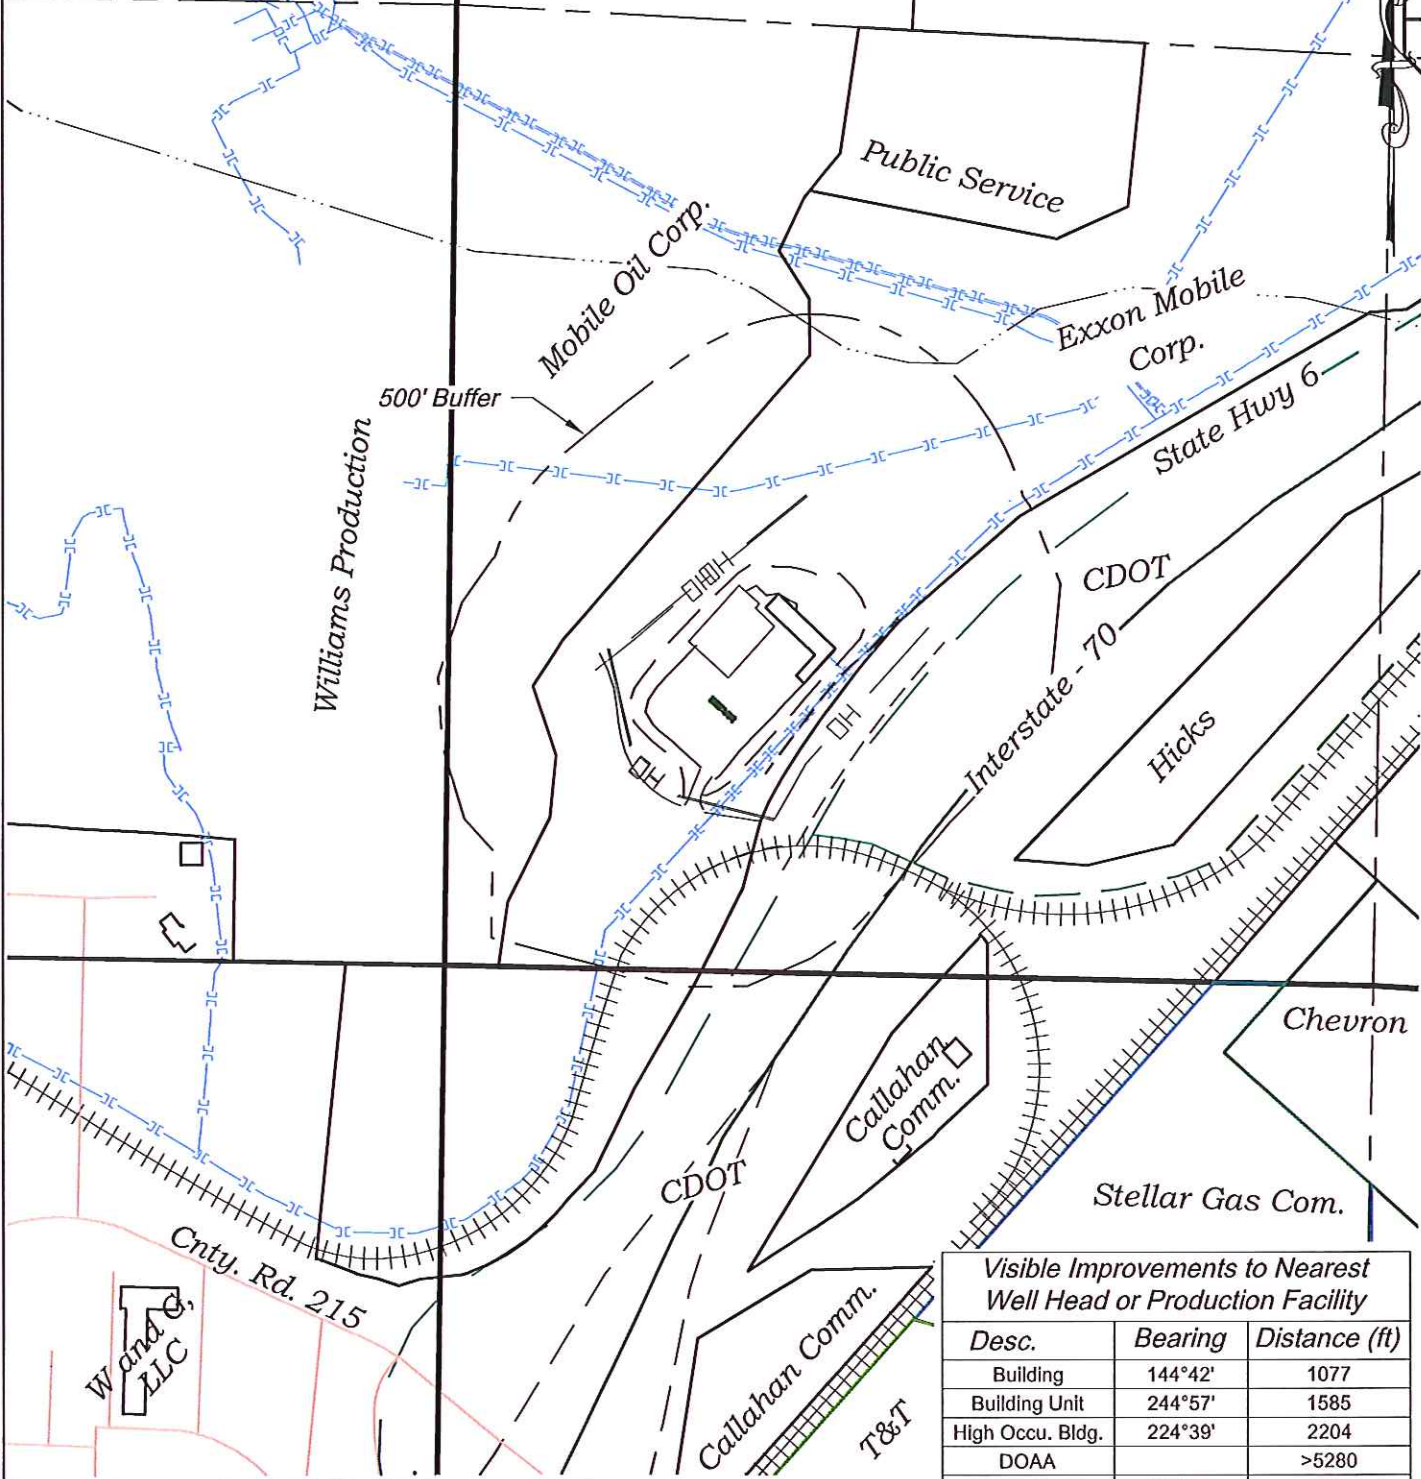 Public Service
Mobile Oil Corp.
Exxon Mobile
Corp.
500' Buffer
State Hwy 6
Williams Production
CDOT
Interstate - 70
Hicks
Chevron
Callahan
Comm.
CDOT
Stellar Gas Com.
Cnty. Rd. 215
W and G,
LLC
Callahan Comm.
T&T
Visible Improvements to Nearest
Well Head or Production Facility
Desc. Bearing Distance (ft)
Building 144°42' 1077
Building Unit 244°57' 1585
High Occu. Bldg. 224°39' 2204
DOAA >5280